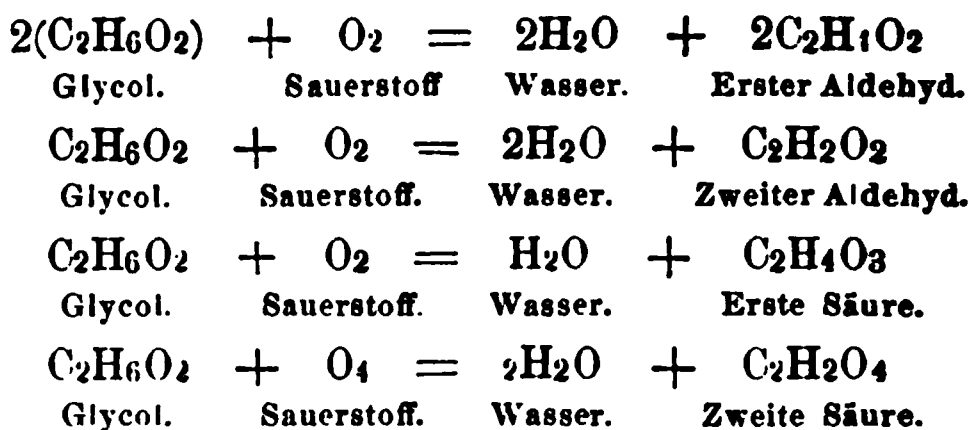 2(C₂H₆O₂) + O₂ = 2H₂O + 2C₂H₄O₂
Glycol. Sauerstoff Wasser. Erster Aldehyd.
C₂H₆O₂ + O₂ = 2H₂O + C₂H₂O₂
Glycol. Sauerstoff. Wasser. Zweiter Aldehyd.
C₂H₆O₂ + O₂ = H₂O + C₂H₄O₃
Glycol. Sauerstoff. Wasser. Erste Säure.
C₂H₆O₂ + O₄ = 2H₂O + C₂H₂O₄
Glycol. Sauerstoff. Wasser. Zweite Säure.